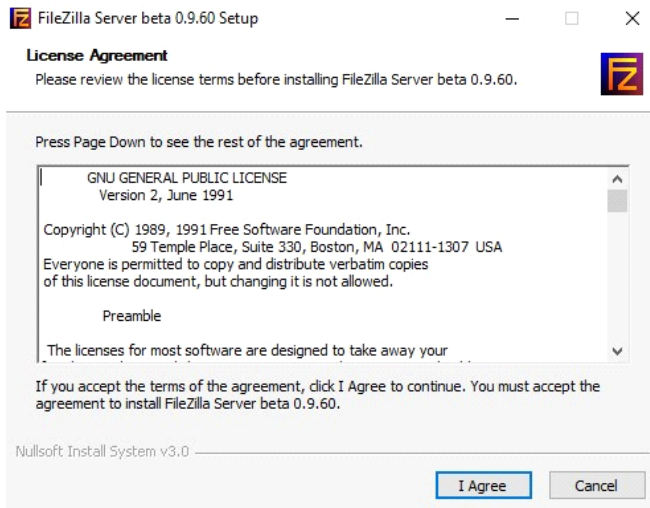 FileZilla Server beta 0.9.60 Setup
License Agreement
Please review the license terms before installing FileZilla Server beta 0.9.60.
Press Page Down to see the rest of the agreement.
GNU GENERAL PUBLIC LICENSE
Version 2, June 1991
Copyright (C) 1989, 1991 Free Software Foundation, Inc.
59 Temple Place, Suite 330, Boston, MA 02111-1307 USA
Everyone is permitted to copy and distribute verbatim copies
of this license document, but changing it is not allowed.
Preamble
The licenses for most software are designed to take away your
If you accept the terms of the agreement, click I Agree to continue. You must accept the
agreement to install FileZilla Server beta 0.9.60.
Nullsoft Install System v3.0
I Agree
Cancel